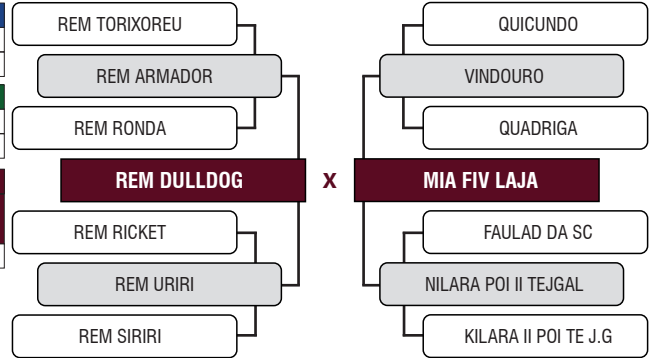 REM TORIXOREU
REM ARMADOR
REM RONDA
REM DULLDOG
REM RICKET
REM URIRI
REM SIRIRI
X
QUICUNDO
VINDOURO
QUADRIGA
MIA FIV LAJA
FAULAD DA SC
NILARA POI II TEJGAL
KILARA II POI TE J.G